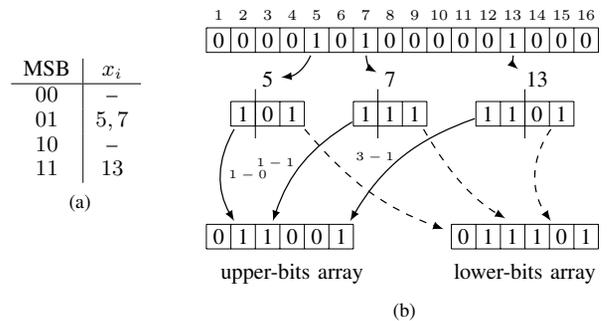 1 2 3 4 5 6 7 8 9 10 11 12 13 14 15 16
0 0 0 0 1 0 1 0 0 0 0 0 1 0 0 0
MSB xᵢ
00 –
01 5, 7
10 –
11 13
(a)
5 7 13
1 0 1 1 1 1 1 1 0 1
1 − 0 1 − 1 3 − 1
0 1 1 0 0 1 0 1 1 1 0 1
upper-bits array lower-bits array
(b)